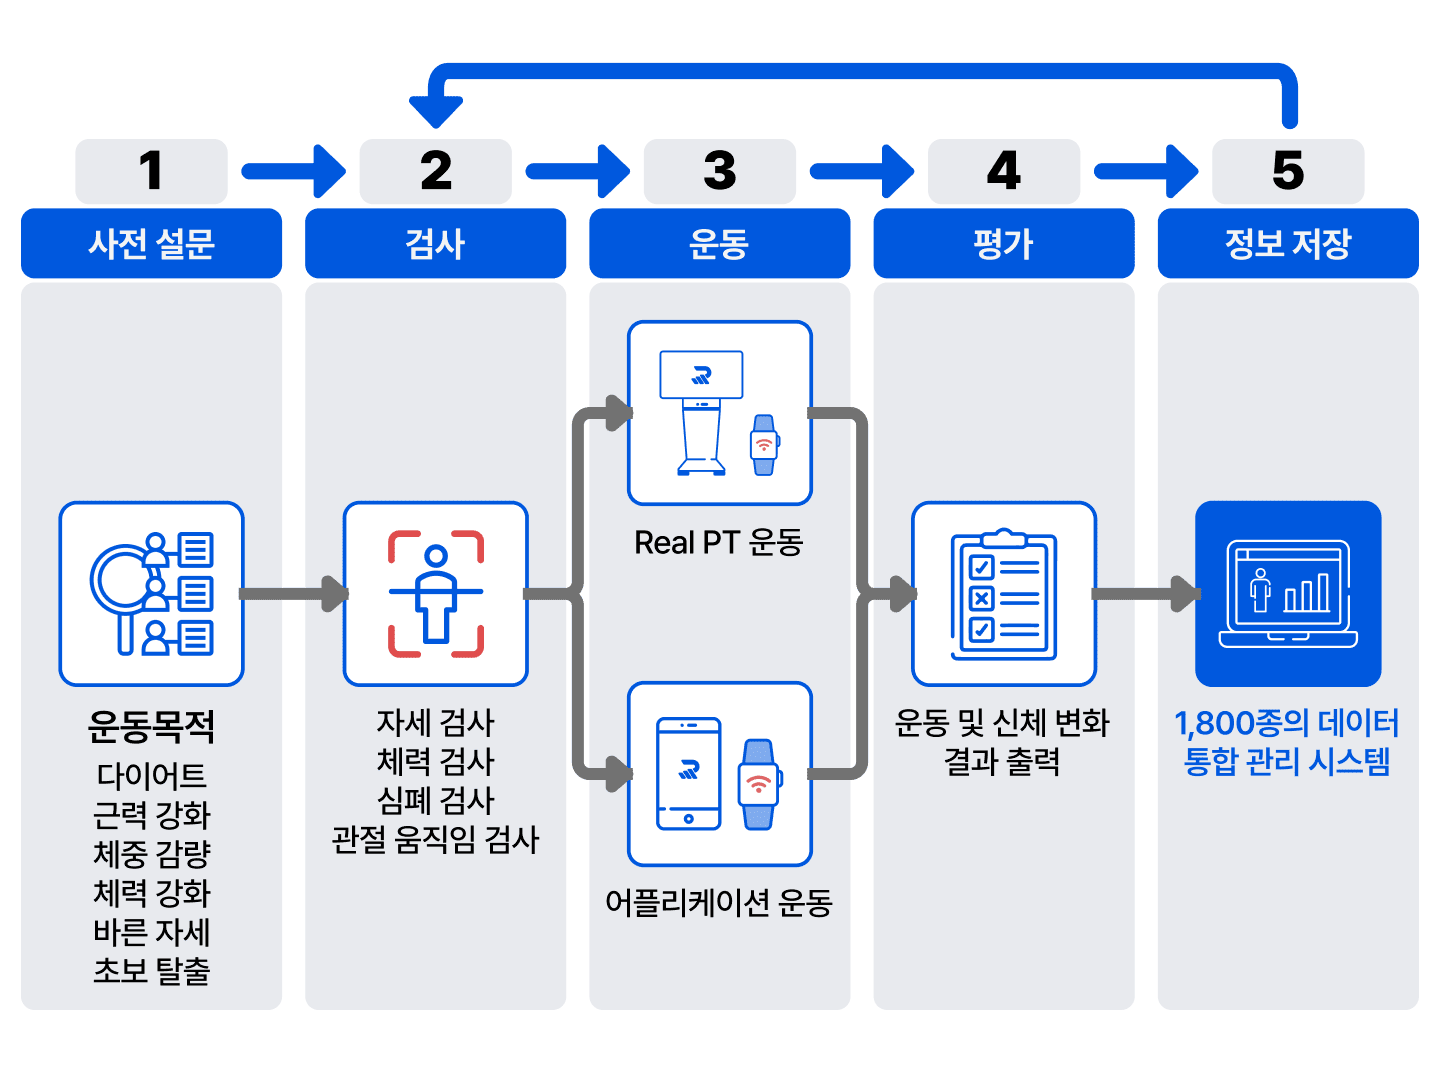 1
사전 설문
운동목적
다이어트
근력 강화
체중 감량
체력 강화
바른 자세
초보 탈출
2
검사
자세 검사
체력 검사
심폐 검사
관절 움직임 검사
3
운동
Real PT 운동
어플리케이션 운동
4
평가
운동 및 신체 변화
결과 출력
5
정보 저장
1,800종의 데이터
통합 관리 시스템